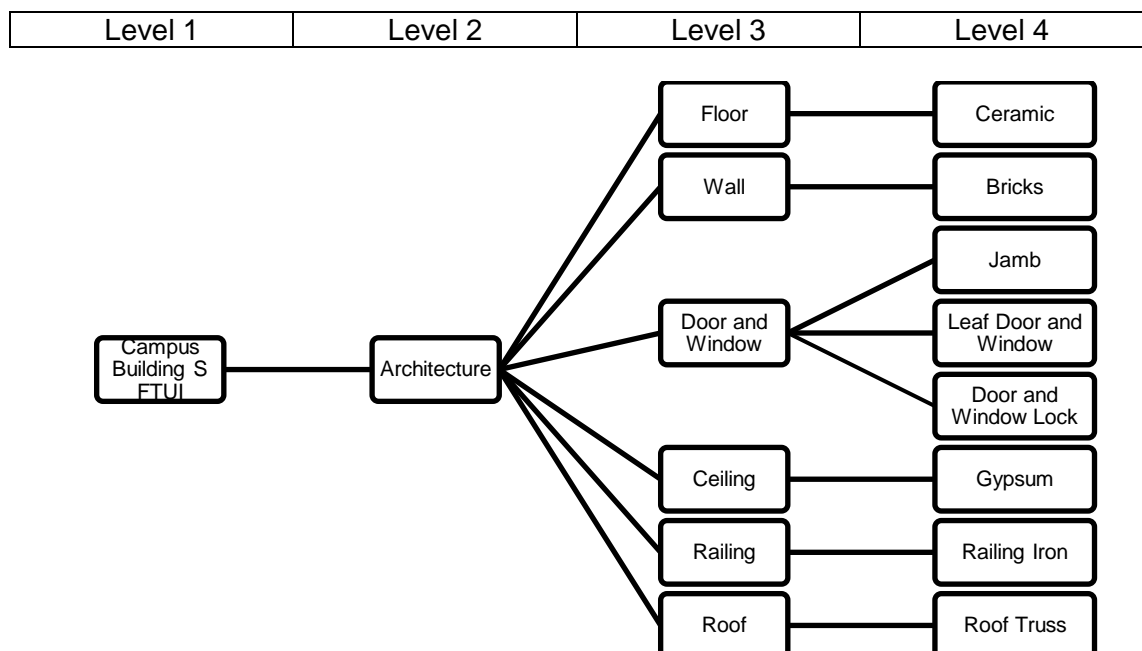 Level 1 Level 2 Level 3 Level 4
Floor
Ceramic
Wall
Bricks
Jamb
Campus
Building S
FTUI
Architecture
Door and
Window
Leaf Door and
Window
Door and
Window Lock
Ceiling
Gypsum
Railing
Railing Iron
Roof
Roof Truss